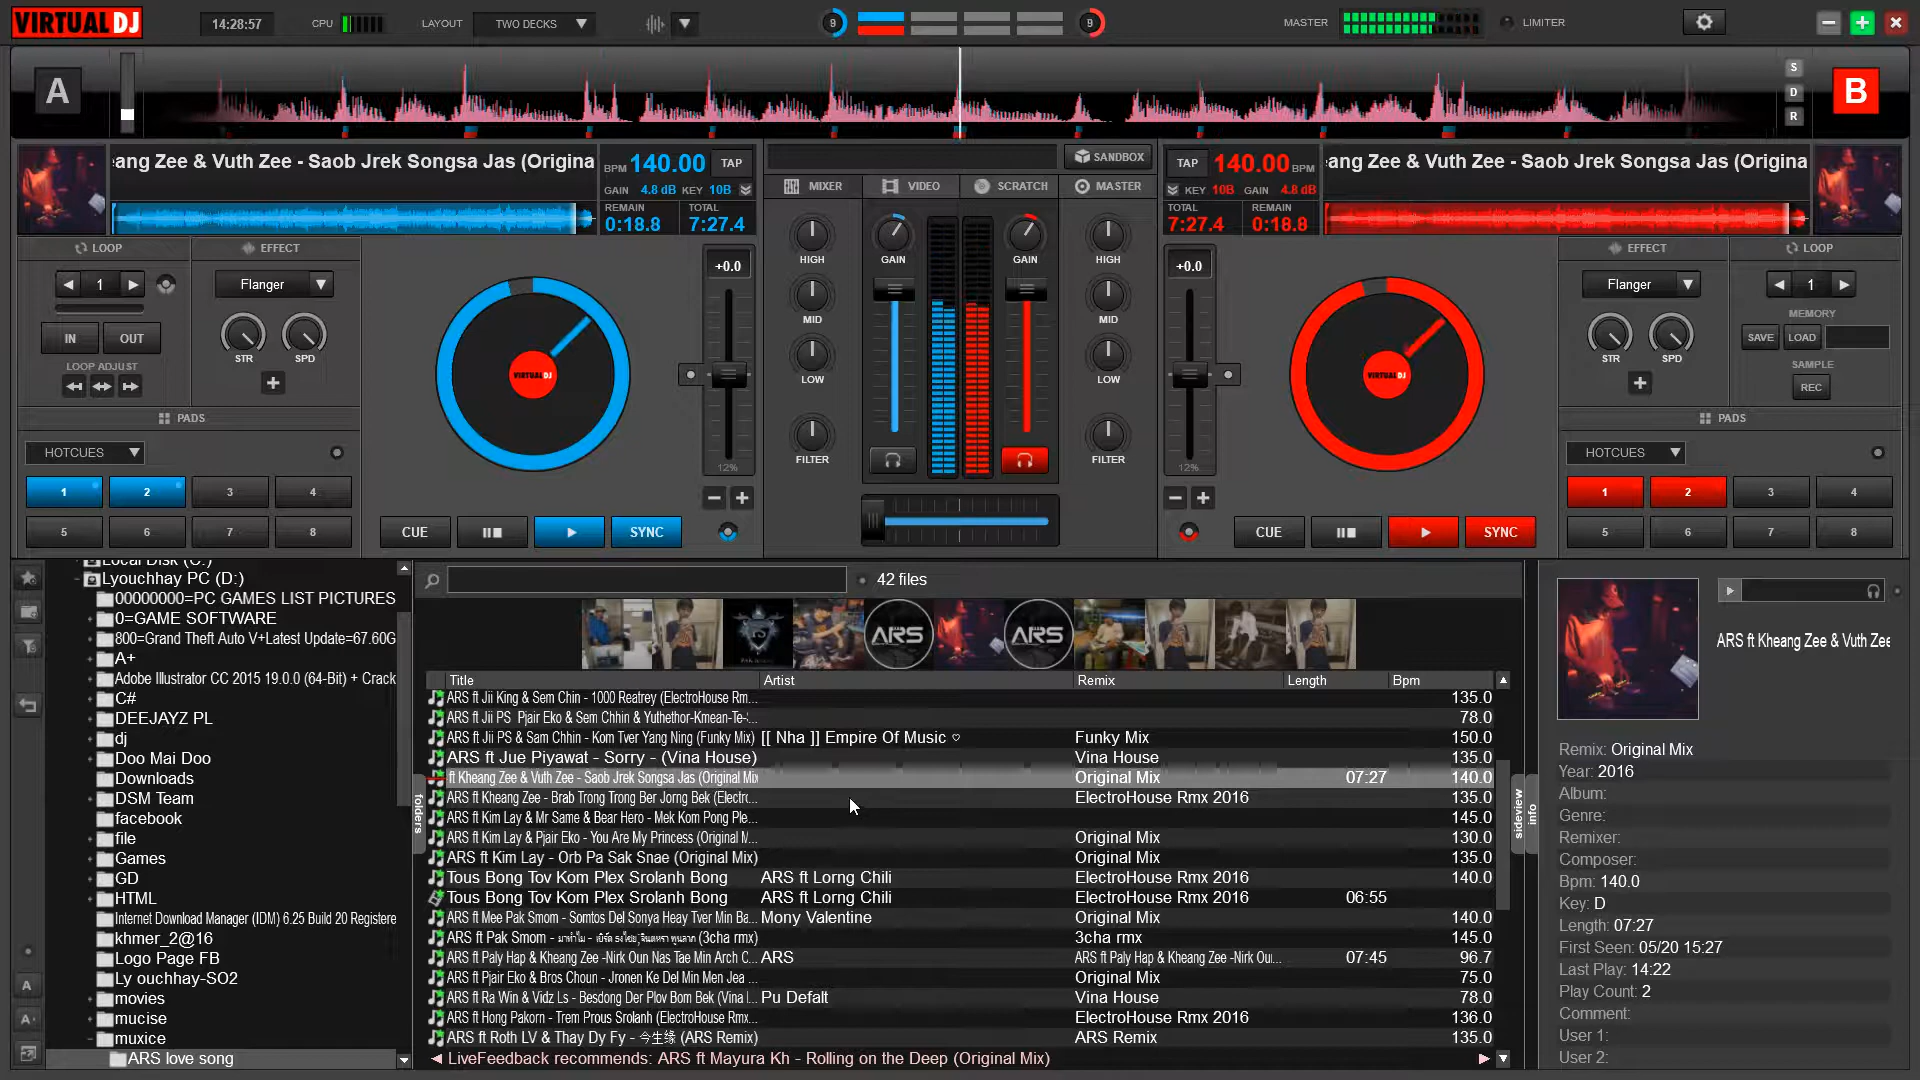 VIRTUAL DJ 14:28:57 CPU LAYOUT TWO DECKS 9 9 MASTER LIMITER
A S D R B
:eang Zee & Vuth Zee - Saob Jrek Songsa Jas (Origina BPM 140.00 TAP
GAIN 4.8 dB KEY 10B
REMAIN 0:18.8 TOTAL 7:27.4
SANDBOX
MIXER VIDEO SCRATCH MASTER
TAP 140.00 BPM :ang Zee & Vuth Zee - Saob Jrek Songsa Jas (Origina
KEY 10B GAIN 4.8 dB
TOTAL 7:27.4 REMAIN 0:18.8
LOOP EFFECT
1 Flanger
IN OUT STR SPD
LOOP ADJUST
PADS
HOTCUES
1 2 3 4
5 6 7 8
+0.0
VIRTUAL DJ
12%
CUE SYNC
HIGH GAIN GAIN HIGH
MID MID
LOW LOW
FILTER FILTER
+0.0
VIRTUAL DJ
12%
CUE SYNC
EFFECT LOOP
Flanger 1
MEMORY
SAVE LOAD
STR SPD
SAMPLE
REC
PADS
HOTCUES
1 2 3 4
5 6 7 8
Local Disk (C:)
Lyouchhay PC (D:)
00000000=PC GAMES LIST PICTURES
0=GAME SOFTWARE
800=Grand Theft Auto V+Latest Update=67.60G
A+
Adobe Illustrator CC 2015 19.0.0 (64-Bit) + Crack
C#
DEEJAYZ PL
dj
Doo Mai Doo
Downloads
DSM Team
facebook
file
Games
GD
HTML
Internet Download Manager (IDM) 6.25 Build 20 Registere
khmer_2@16
Logo Page FB
Ly ouchhay-SO2
movies
mucise
muxice
ARS love song
folders
42 files
ARS ARS
Title Artist Remix Length Bpm
ARS ft Jii King & Sem Chin - 1000 Reatrey (ElectroHouse Rm... 135.0
ARS ft Jii PS Pjair Eko & Sem Chhin & Yuthethor-Kmean-Te-... 78.0
ARS ft Jii PS & Sam Chhin - Kom Tver Yang Ning (Funky Mix) [[ Nha ]] Empire Of Music ♡ Funky Mix 150.0
ARS ft Jue Piyawat - Sorry - (Vina House) Vina House 135.0
ft Kheang Zee & Vuth Zee - Saob Jrek Songsa Jas (Original Mix Original Mix 07:27 140.0
ARS ft Kheang Zee - Brab Trong Trong Ber Jorng Bek (Electr... ElectroHouse Rmx 2016 135.0
ARS ft Kim Lay & Mr Same & Bear Hero - Mek Kom Pong Ple... 145.0
ARS ft Kim Lay & Pjair Eko - You Are My Princess (Original M... Original Mix 130.0
ARS ft Kim Lay - Orb Pa Sak Snae (Original Mix) Original Mix 135.0
Tous Bong Tov Kom Plex Srolanh Bong ARS ft Lorng Chili ElectroHouse Rmx 2016 140.0
Tous Bong Tov Kom Plex Srolanh Bong ARS ft Lorng Chili ElectroHouse Rmx 2016 06:55
ARS ft Mee Pak Smom - Somtos Del Sonya Heay Tver Min Ba... Mony Valentine Original Mix 140.0
ARS ft Pak Smom - (3cha rmx) 3cha rmx 145.0
ARS ft Paly Hap & Kheang Zee -Nirk Oun Nas Tae Min Arch C... ARS ARS ft Paly Hap & Kheang Zee -Nirk Ou... 07:45 96.7
ARS ft Pjair Eko & Bros Choun - Jronen Ke Del Min Men Jea ... Original Mix 75.0
ARS ft Ra Win & Vidz Ls - Besdong Der Plov Bom Bek (Vina l... Pu Defalt Vina House 78.0
ARS ft Hong Pakorn - Trem Prous Srolanh (ElectroHouse Rmx... ElectroHouse Rmx 2016 136.0
ARS ft Roth LV & Thay Dy Fy - 今生缘 (ARS Remix) ARS Remix 135.0
LiveFeedback recommends: ARS ft Mayura Kh - Rolling on the Deep (Original Mix)
sideview
info
ARS ft Kheang Zee & Vuth Zee
Remix: Original Mix
Year: 2016
Album:
Genre:
Remixer:
Composer:
Bpm: 140.0
Key: D
Length: 07:27
First Seen: 05/20 15:27
Last Play: 14:22
Play Count: 2
Comment:
User 1:
User 2: